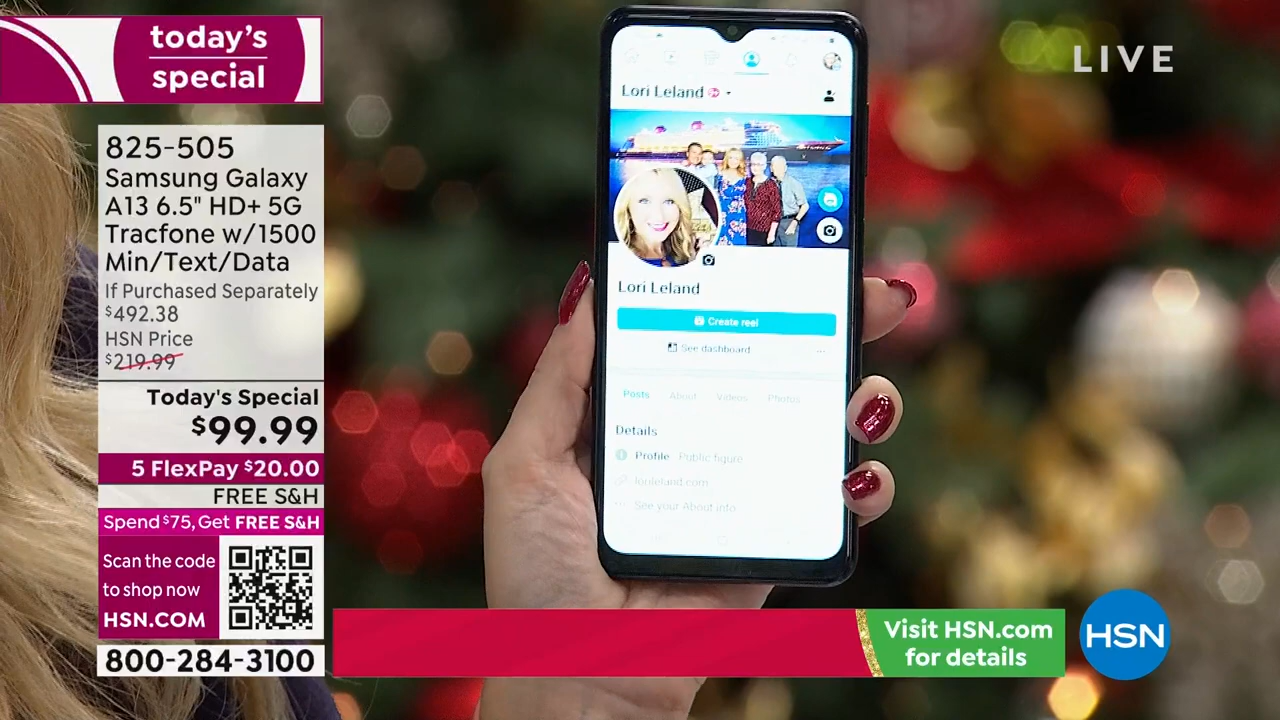 today's
special
LIVE
825-505
Samsung Galaxy
A13 6.5" HD+ 5G
Tracfone w/1500
Min/Text/Data
If Purchased Separately
$492.38
HSN Price
$219.99
Today's Special
$99.99
5 FlexPay $20.00
FREE S&H
Spend $75, Get FREE S&H
Scan the code
to shop now
HSN.COM
800-284-3100
Lori Leland 9+
Lori Leland
Create reel
See dashboard
...
Posts About Videos Photos
Details
Profile · Public figure
lorileland.com
See your About info
Visit HSN.com
for details
HSN